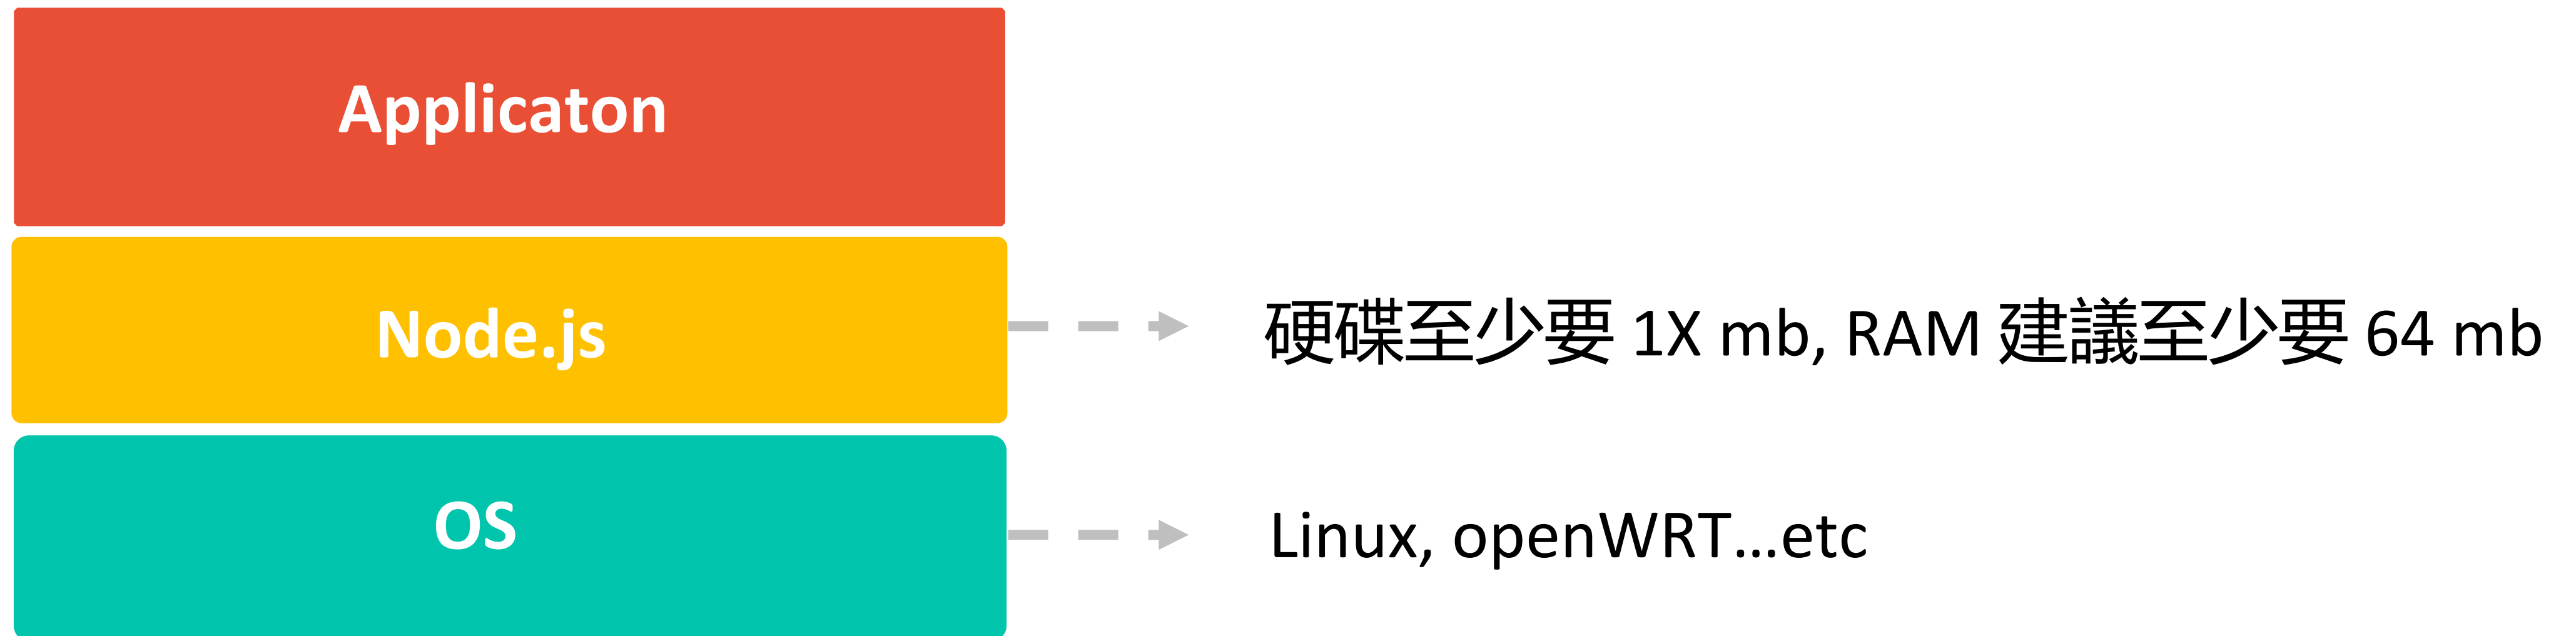 Applicaton
Node.js
硬碟至少要 1X mb, RAM 建議至少要 64 mb
OS
Linux, openWRT...etc